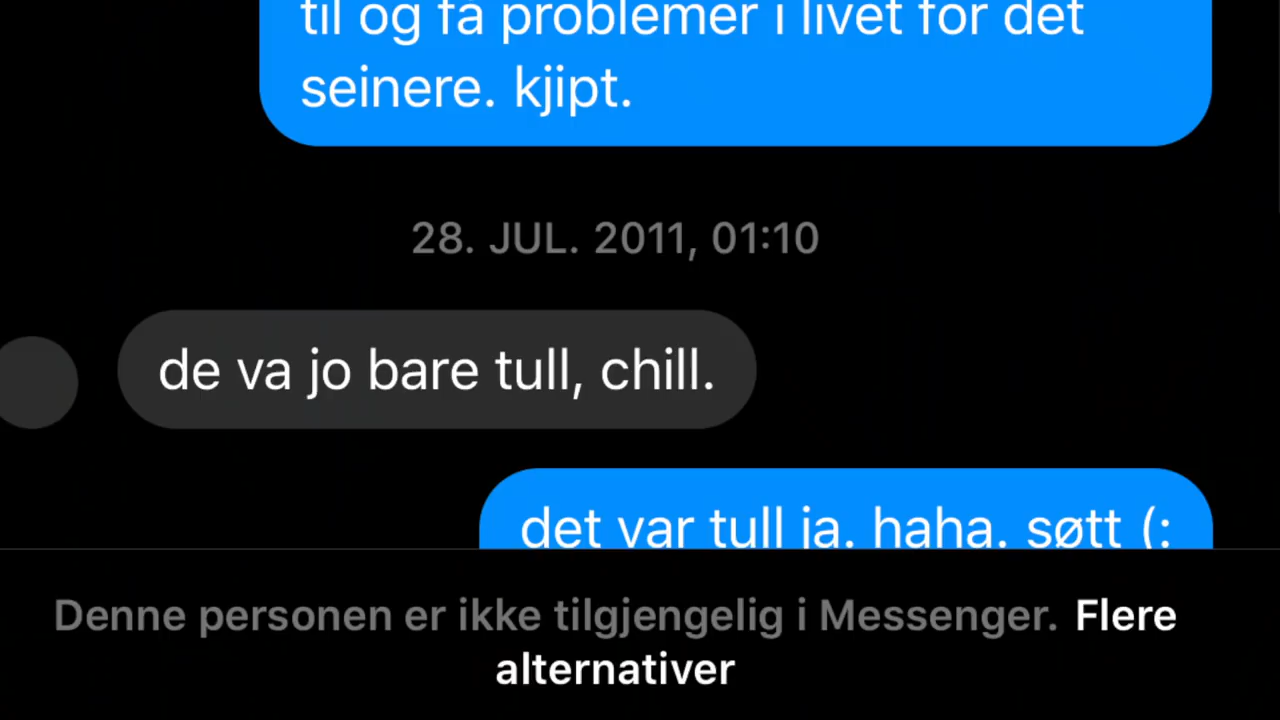 til og få problemer i livet for det
seinere. kjipt.
28. JUL. 2011, 01:10
de va jo bare tull, chill.
det var tull ja. haha. søtt (:
Denne personen er ikke tilgjengelig i Messenger. Flere
alternativer